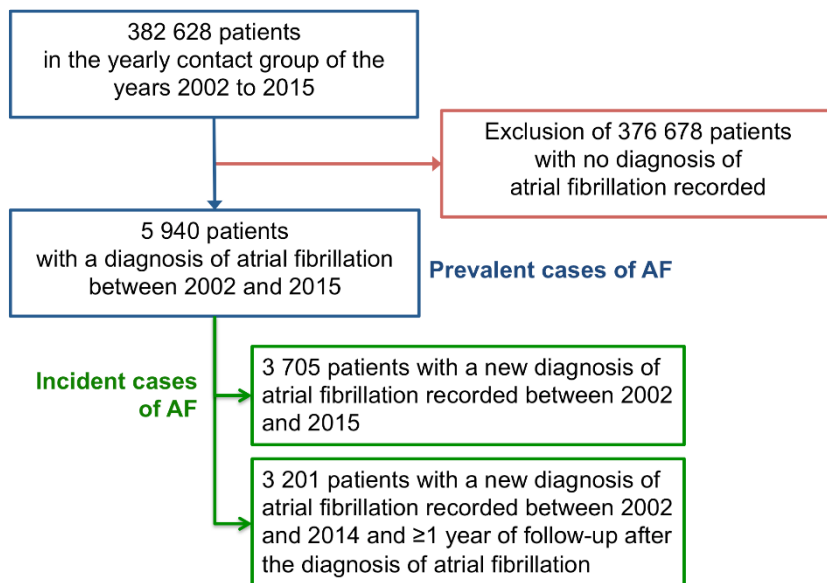 382 628 patients
in the yearly contact group of the
years 2002 to 2015
Exclusion of 376 678 patients
with no diagnosis of
atrial fibrillation recorded
5 940 patients
with a diagnosis of atrial fibrillation
between 2002 and 2015
Prevalent cases of AF
Incident cases
of AF
3 705 patients with a new diagnosis of
atrial fibrillation recorded between 2002
and 2015
3 201 patients with a new diagnosis of
atrial fibrillation recorded between 2002
and 2014 and ≥1 year of follow-up after
the diagnosis of atrial fibrillation